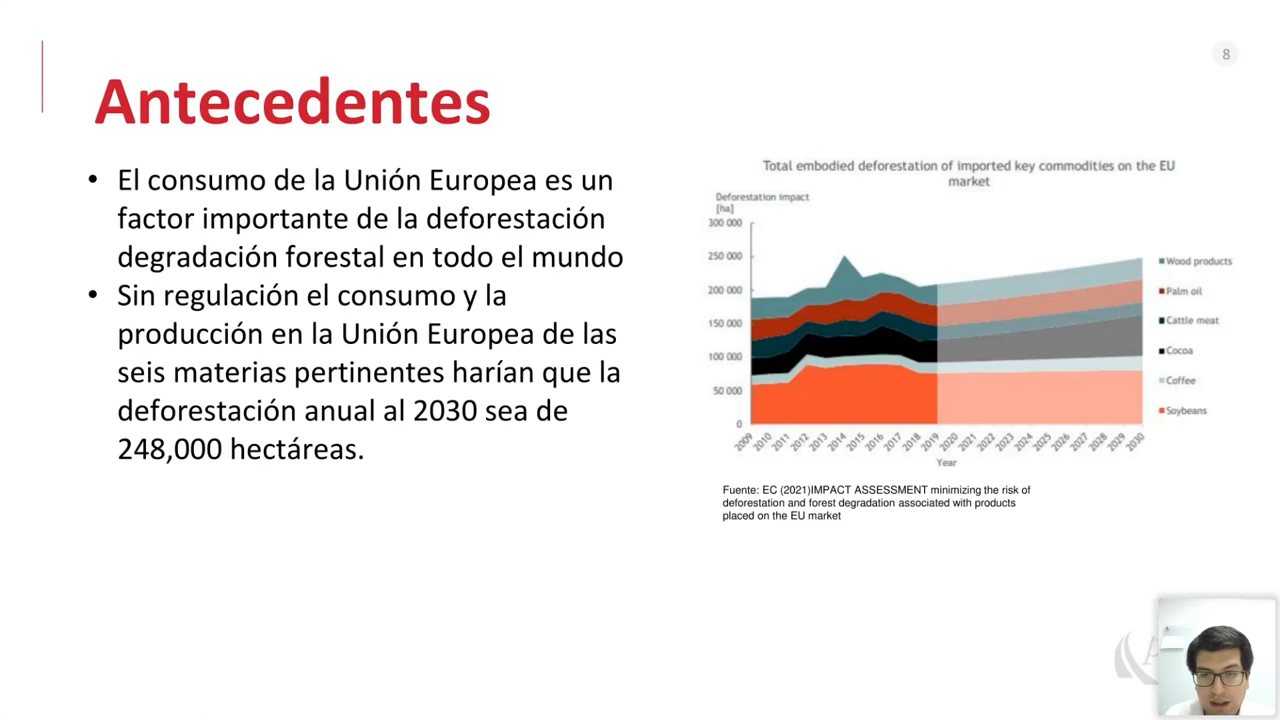 8
Antecedentes
• El consumo de la Unión Europea es un
factor importante de la deforestación
degradación forestal en todo el mundo
• Sin regulación el consumo y la
producción en la Unión Europea de las
seis materias pertinentes harían que la
deforestación anual al 2030 sea de
248,000 hectáreas.
Total embodied deforestation of imported key commodities on the EU
market
Deforestation impact
[ha]
300 000
250 000
200 000
150 000
100 000
50 000
0
2009 2010 2011 2012 2013 2014 2015 2016 2017 2018 2019 2020 2021 2022 2023 2024 2025 2026 2027 2028 2029 2030
Year
Wood products
Palm oil
Cattle meat
Cocoa
Coffee
Soybeans
Fuente: EC (2021)IMPACT ASSESSMENT minimizing the risk of
deforestation and forest degradation associated with products
placed on the EU market